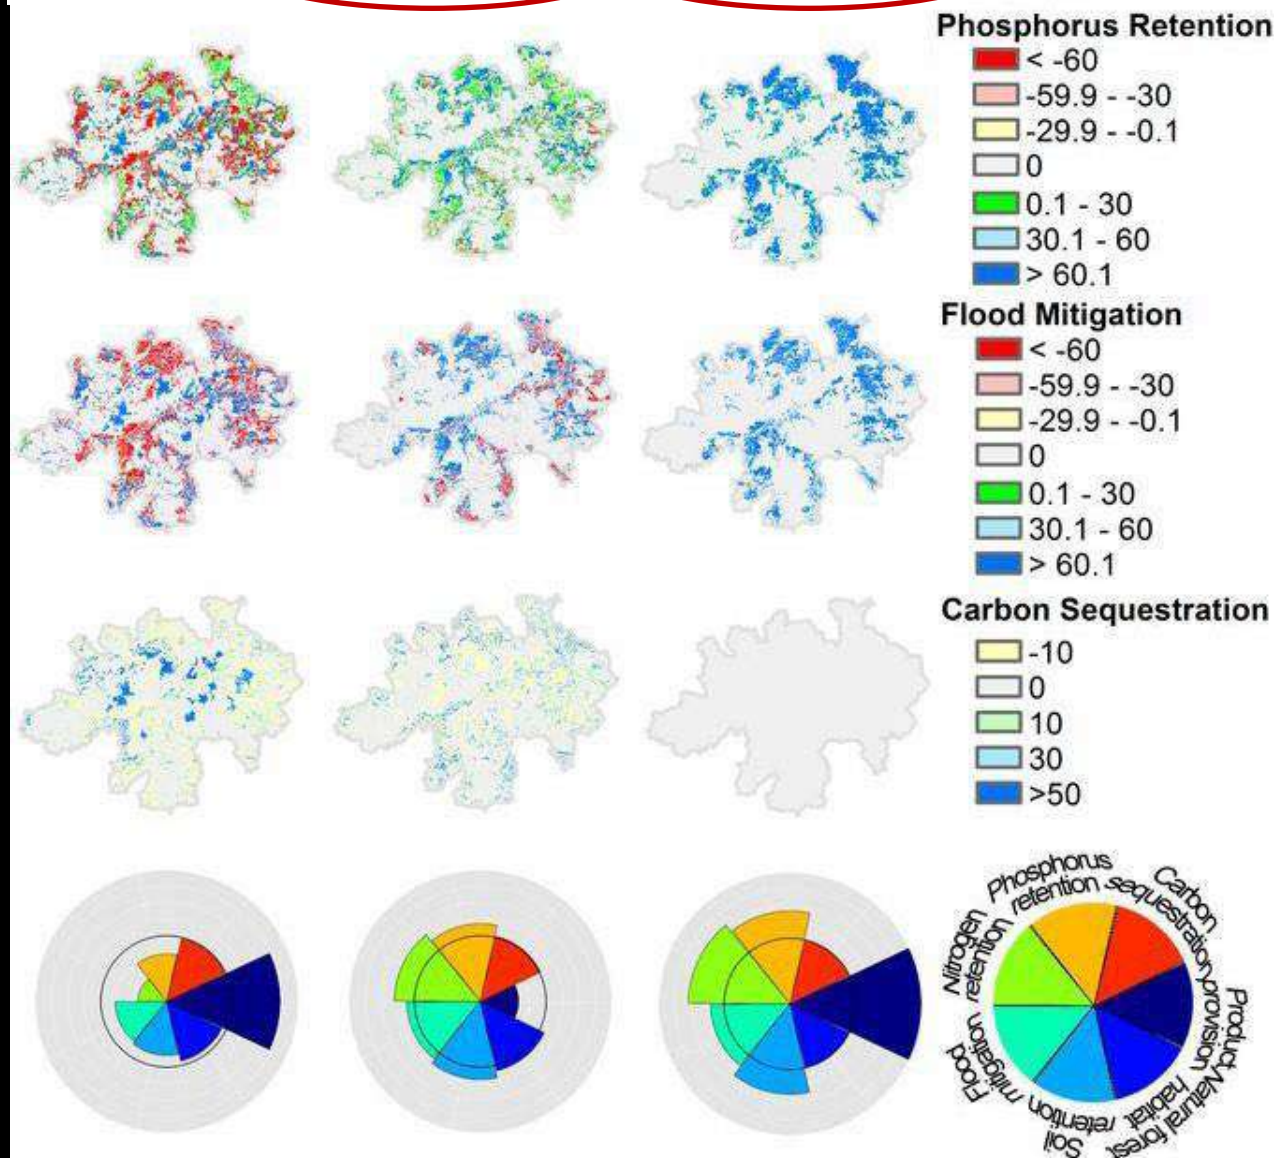 Phosphorus Retention
< -60
-59.9 - -30
-29.9 - -0.1
0
0.1 - 30
30.1 - 60
> 60.1
Flood Mitigation
< -60
-59.9 - -30
-29.9 - -0.1
0
0.1 - 30
30.1 - 60
> 60.1
Carbon Sequestration
-10
0
10
30
>50
Phosphorus
retention
Carbon
sequestration
Product
provision
Natural forest
habitat
Soil
retention
Flood
mitigation
Nitrogen
retention